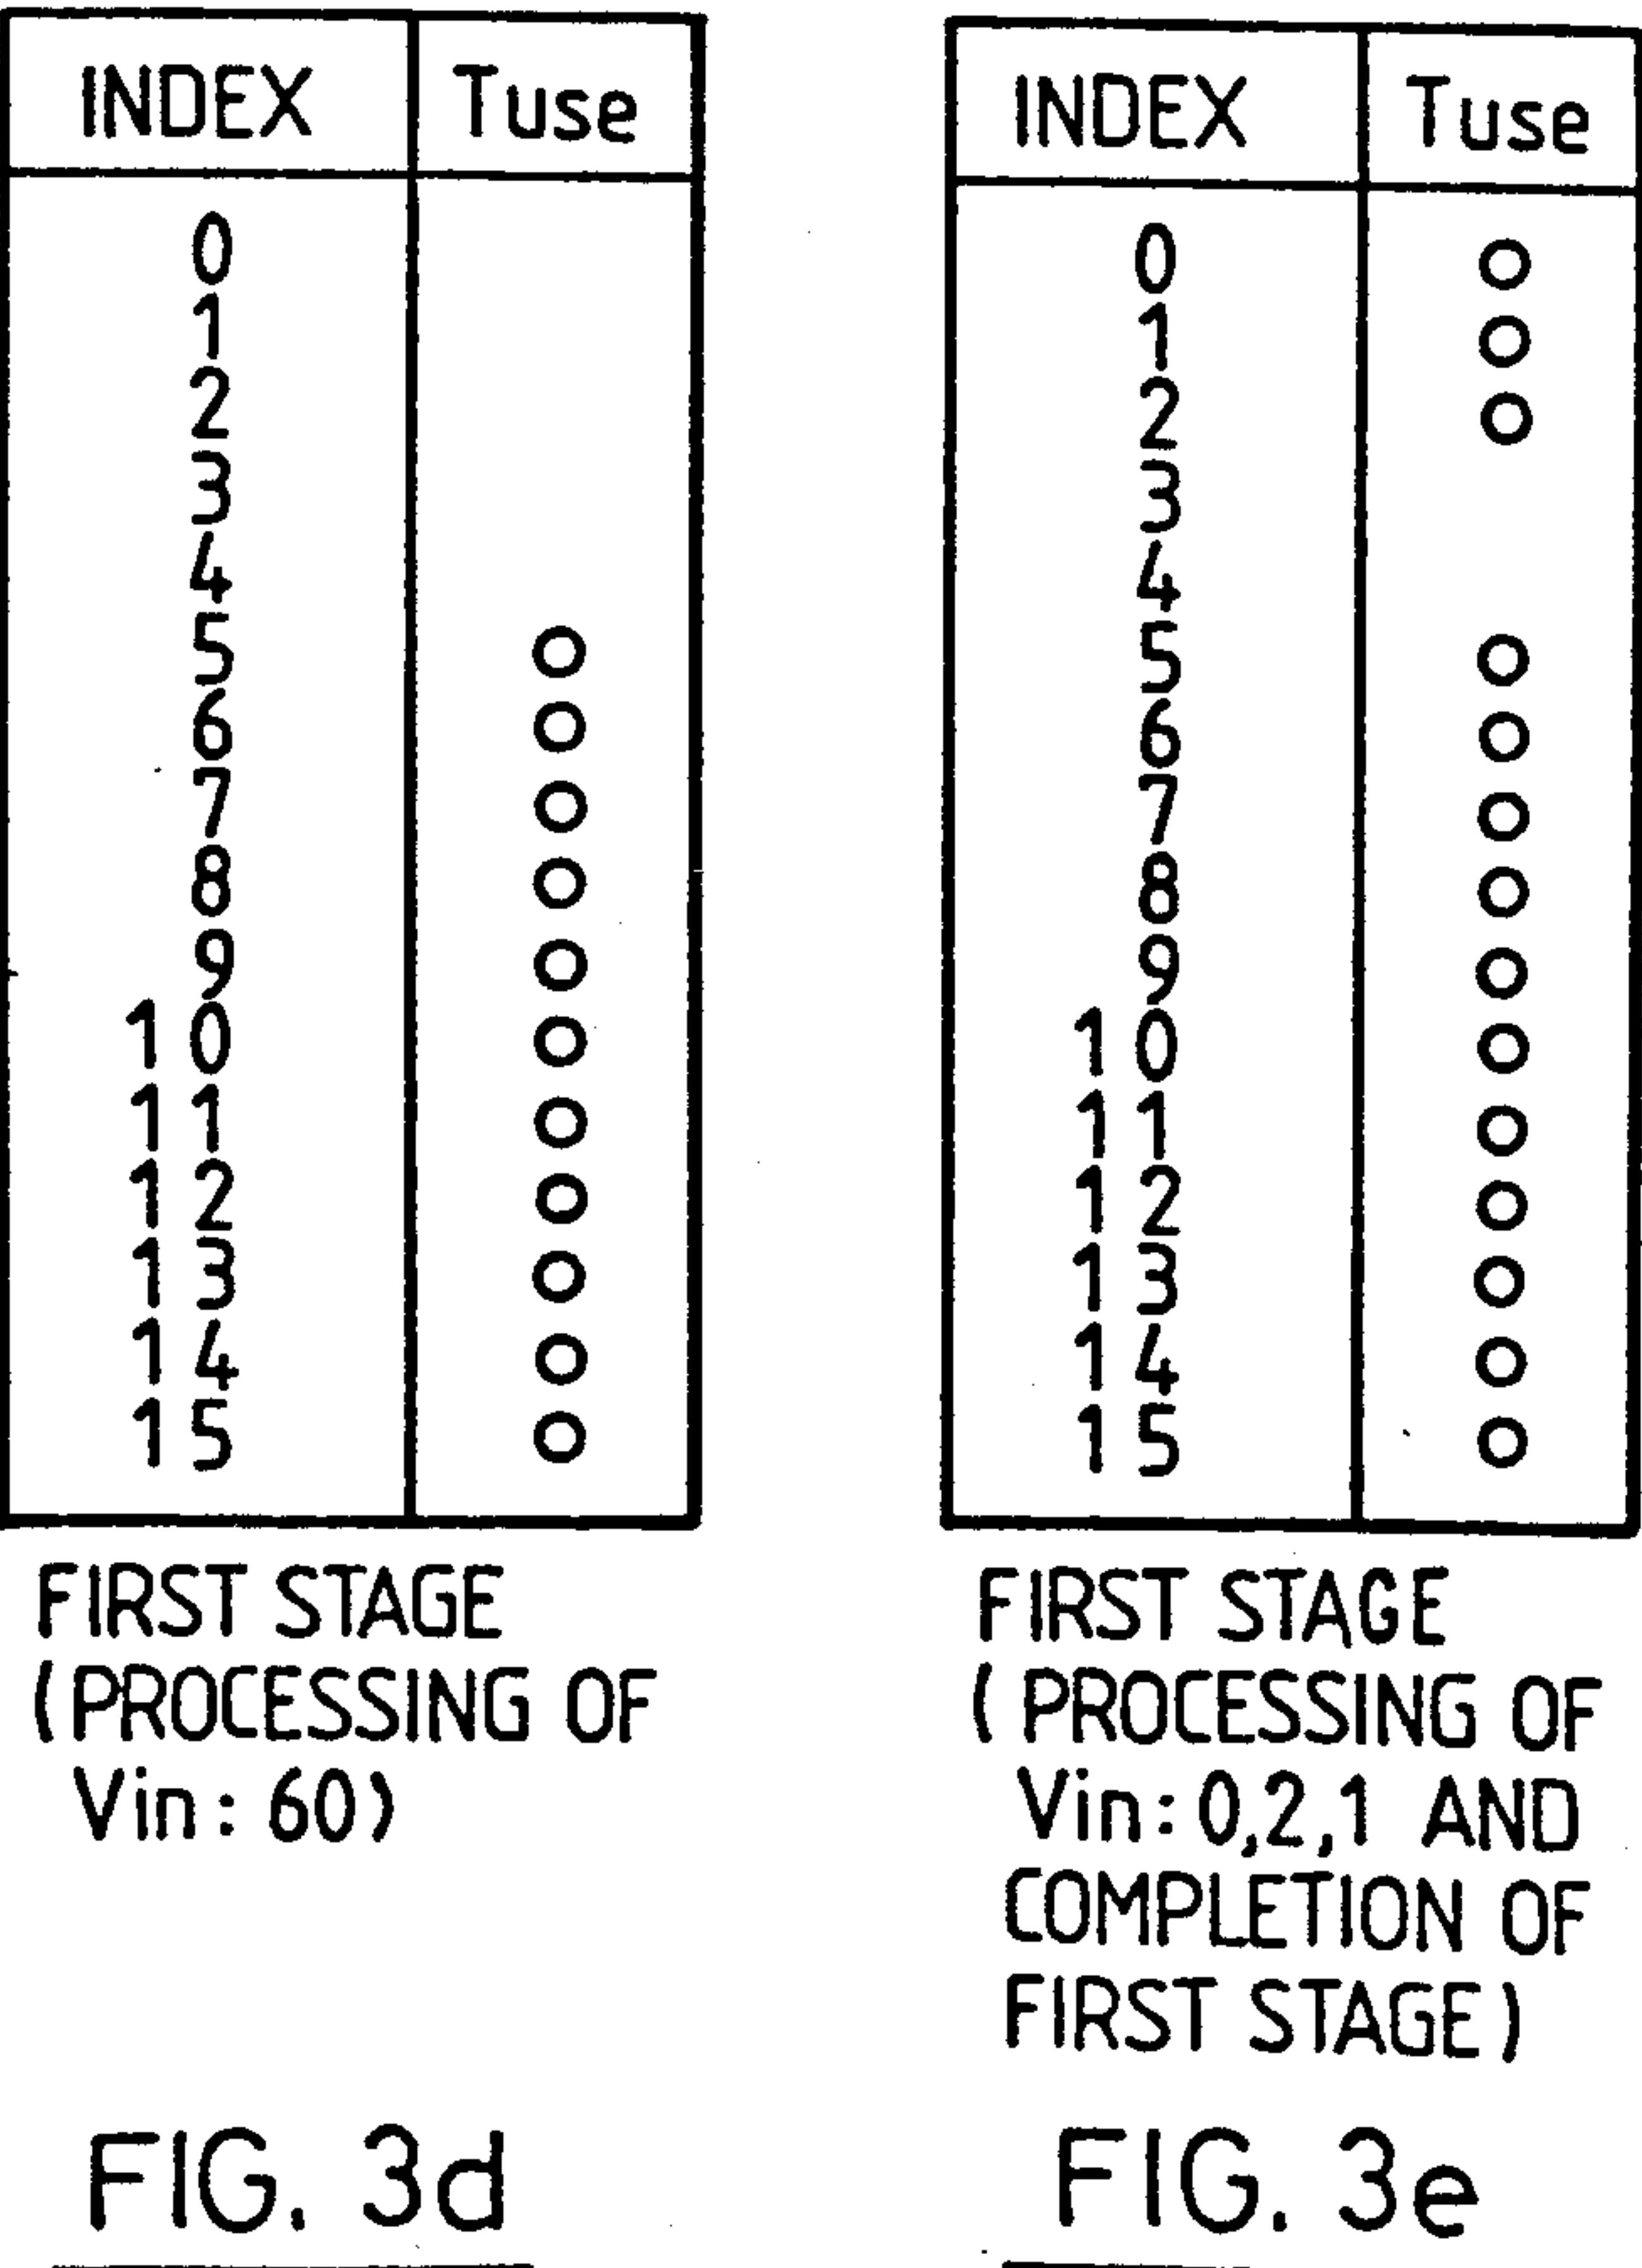 INDEX Tuse
0
1
2
3
4
5 O
6 O
7 O
8 O
9 O
10 O
11 O
12 O
13 O
14 O
15 O
FIRST STAGE
(PROCESSING OF
Vin: 60)
FIG. 3d
INDEX Tuse
0 O
1 O
2 O
3
4
5 O
6 O
7 O
8 O
9 O
10 O
11 O
12 O
13 O
14 O
15 O
FIRST STAGE
(PROCESSING OF
Vin: 0,2,1 AND
COMPLETION OF
FIRST STAGE)
FIG. 3e